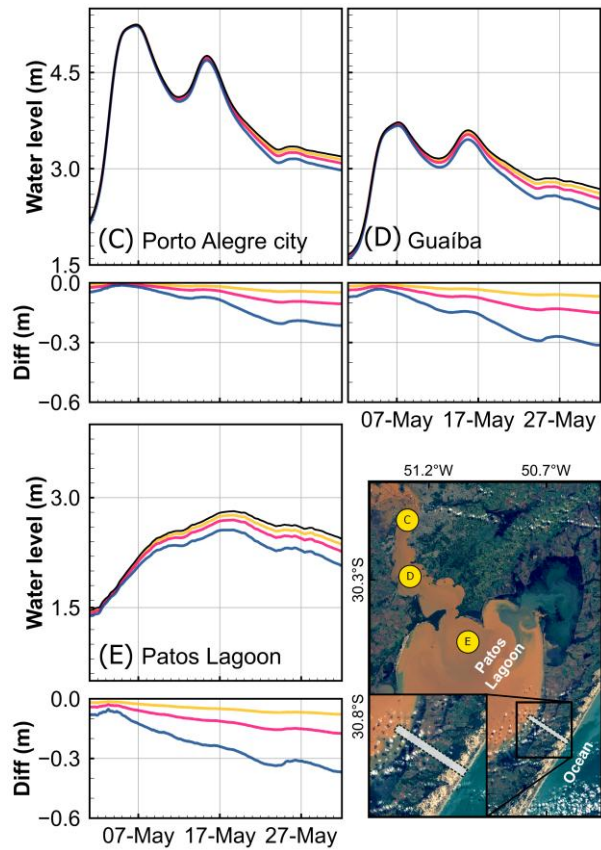 Water level (m)
4.5
3.0
1.5
(C) Porto Alegre city
(D) Guaíba
Diff (m)
0.0
−0.3
−0.6
07-May 17-May 27-May
Water level (m)
3.0
1.5
(E) Patos Lagoon
Diff (m)
0.0
−0.3
−0.6
07-May 17-May 27-May
51.2°W 50.7°W
30.3°S
30.8°S
C
D
E
Patos
Lagoon
Ocean